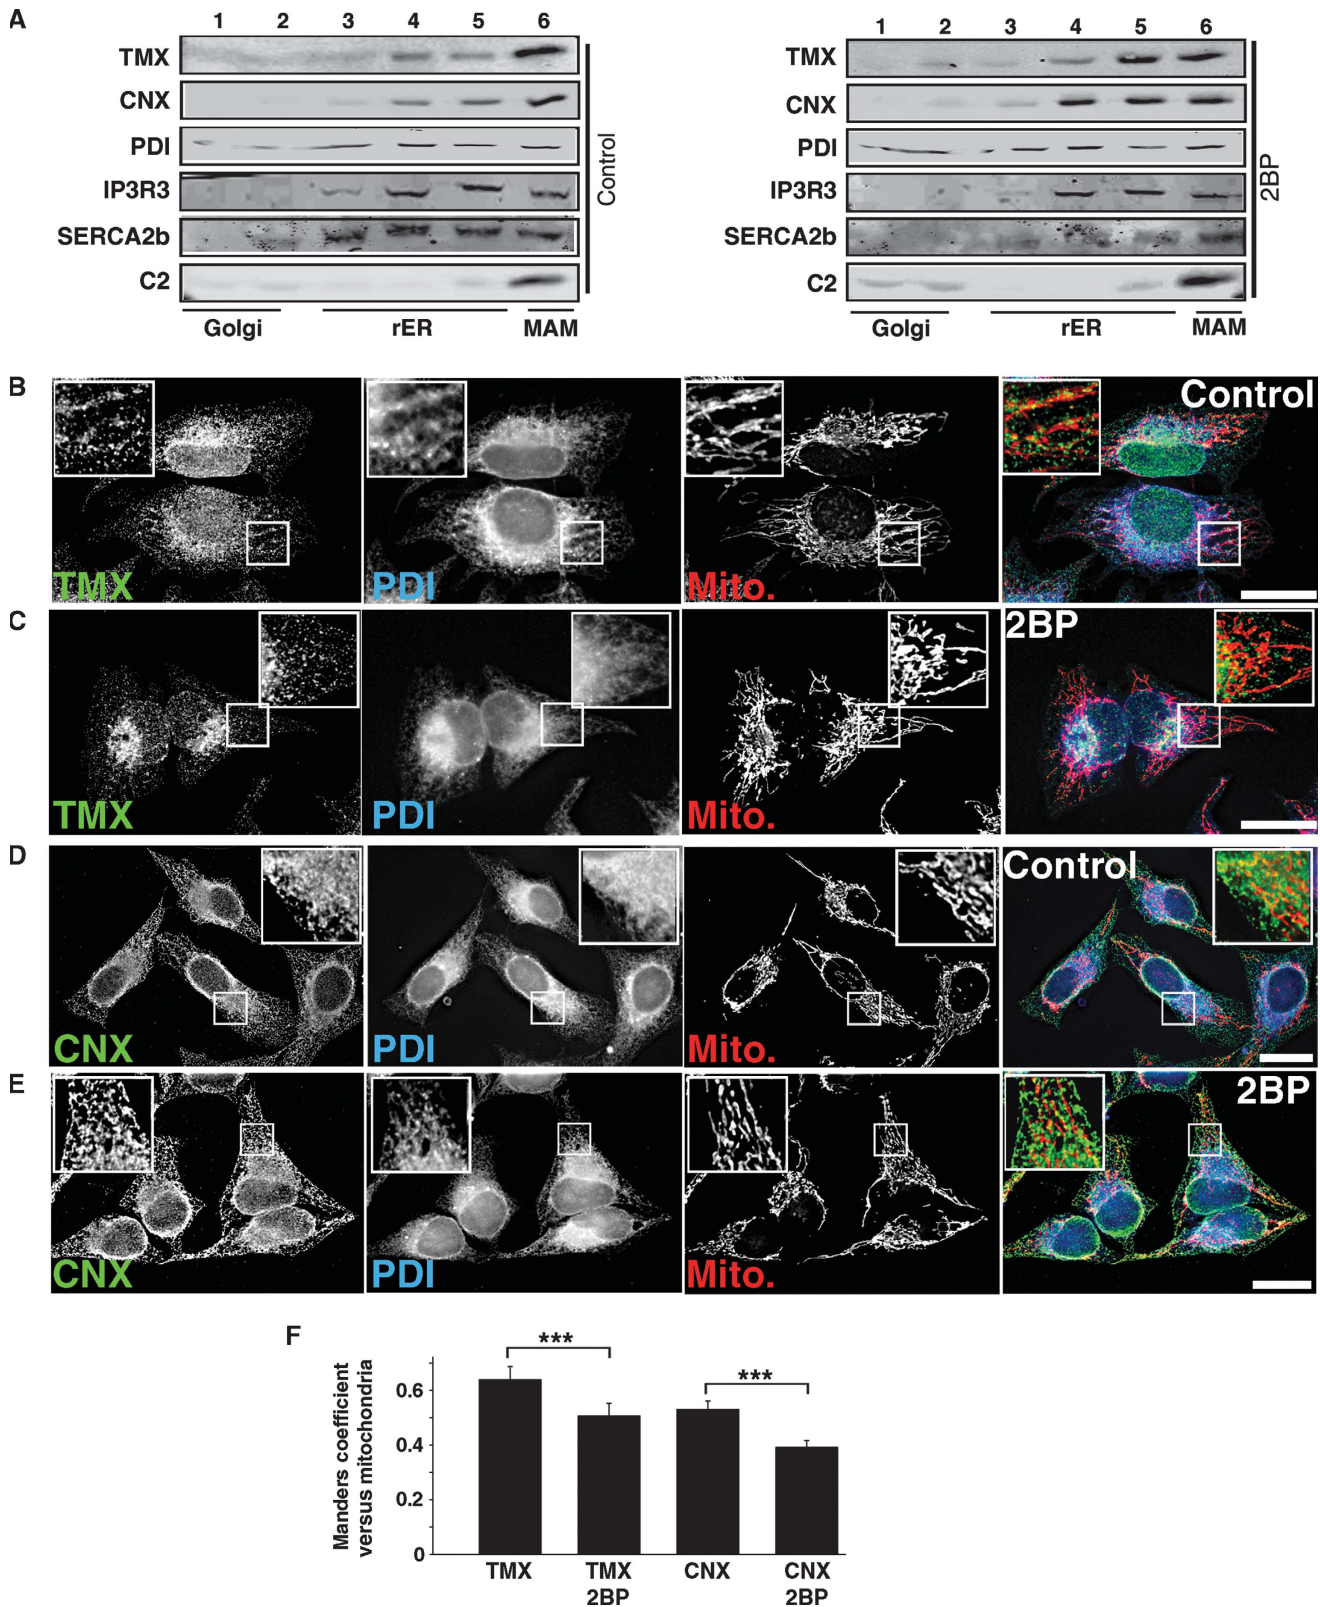 A
1 2 3 4 5 6
TMX
CNX
PDI
IP3R3
SERCA2b
C2
Control
Golgi rER MAM
1 2 3 4 5 6
TMX
CNX
PDI
IP3R3
SERCA2b
C2
2BP
Golgi rER MAM
B
TMX
PDI
Mito.
Control
C
TMX
PDI
Mito.
2BP
D
CNX
PDI
Mito.
Control
E
CNX
PDI
Mito.
2BP
F
Manders coefficient
versus mitochondria
0.6
0.4
0.2
0
***
***
TMX
TMX
2BP
CNX
CNX
2BP